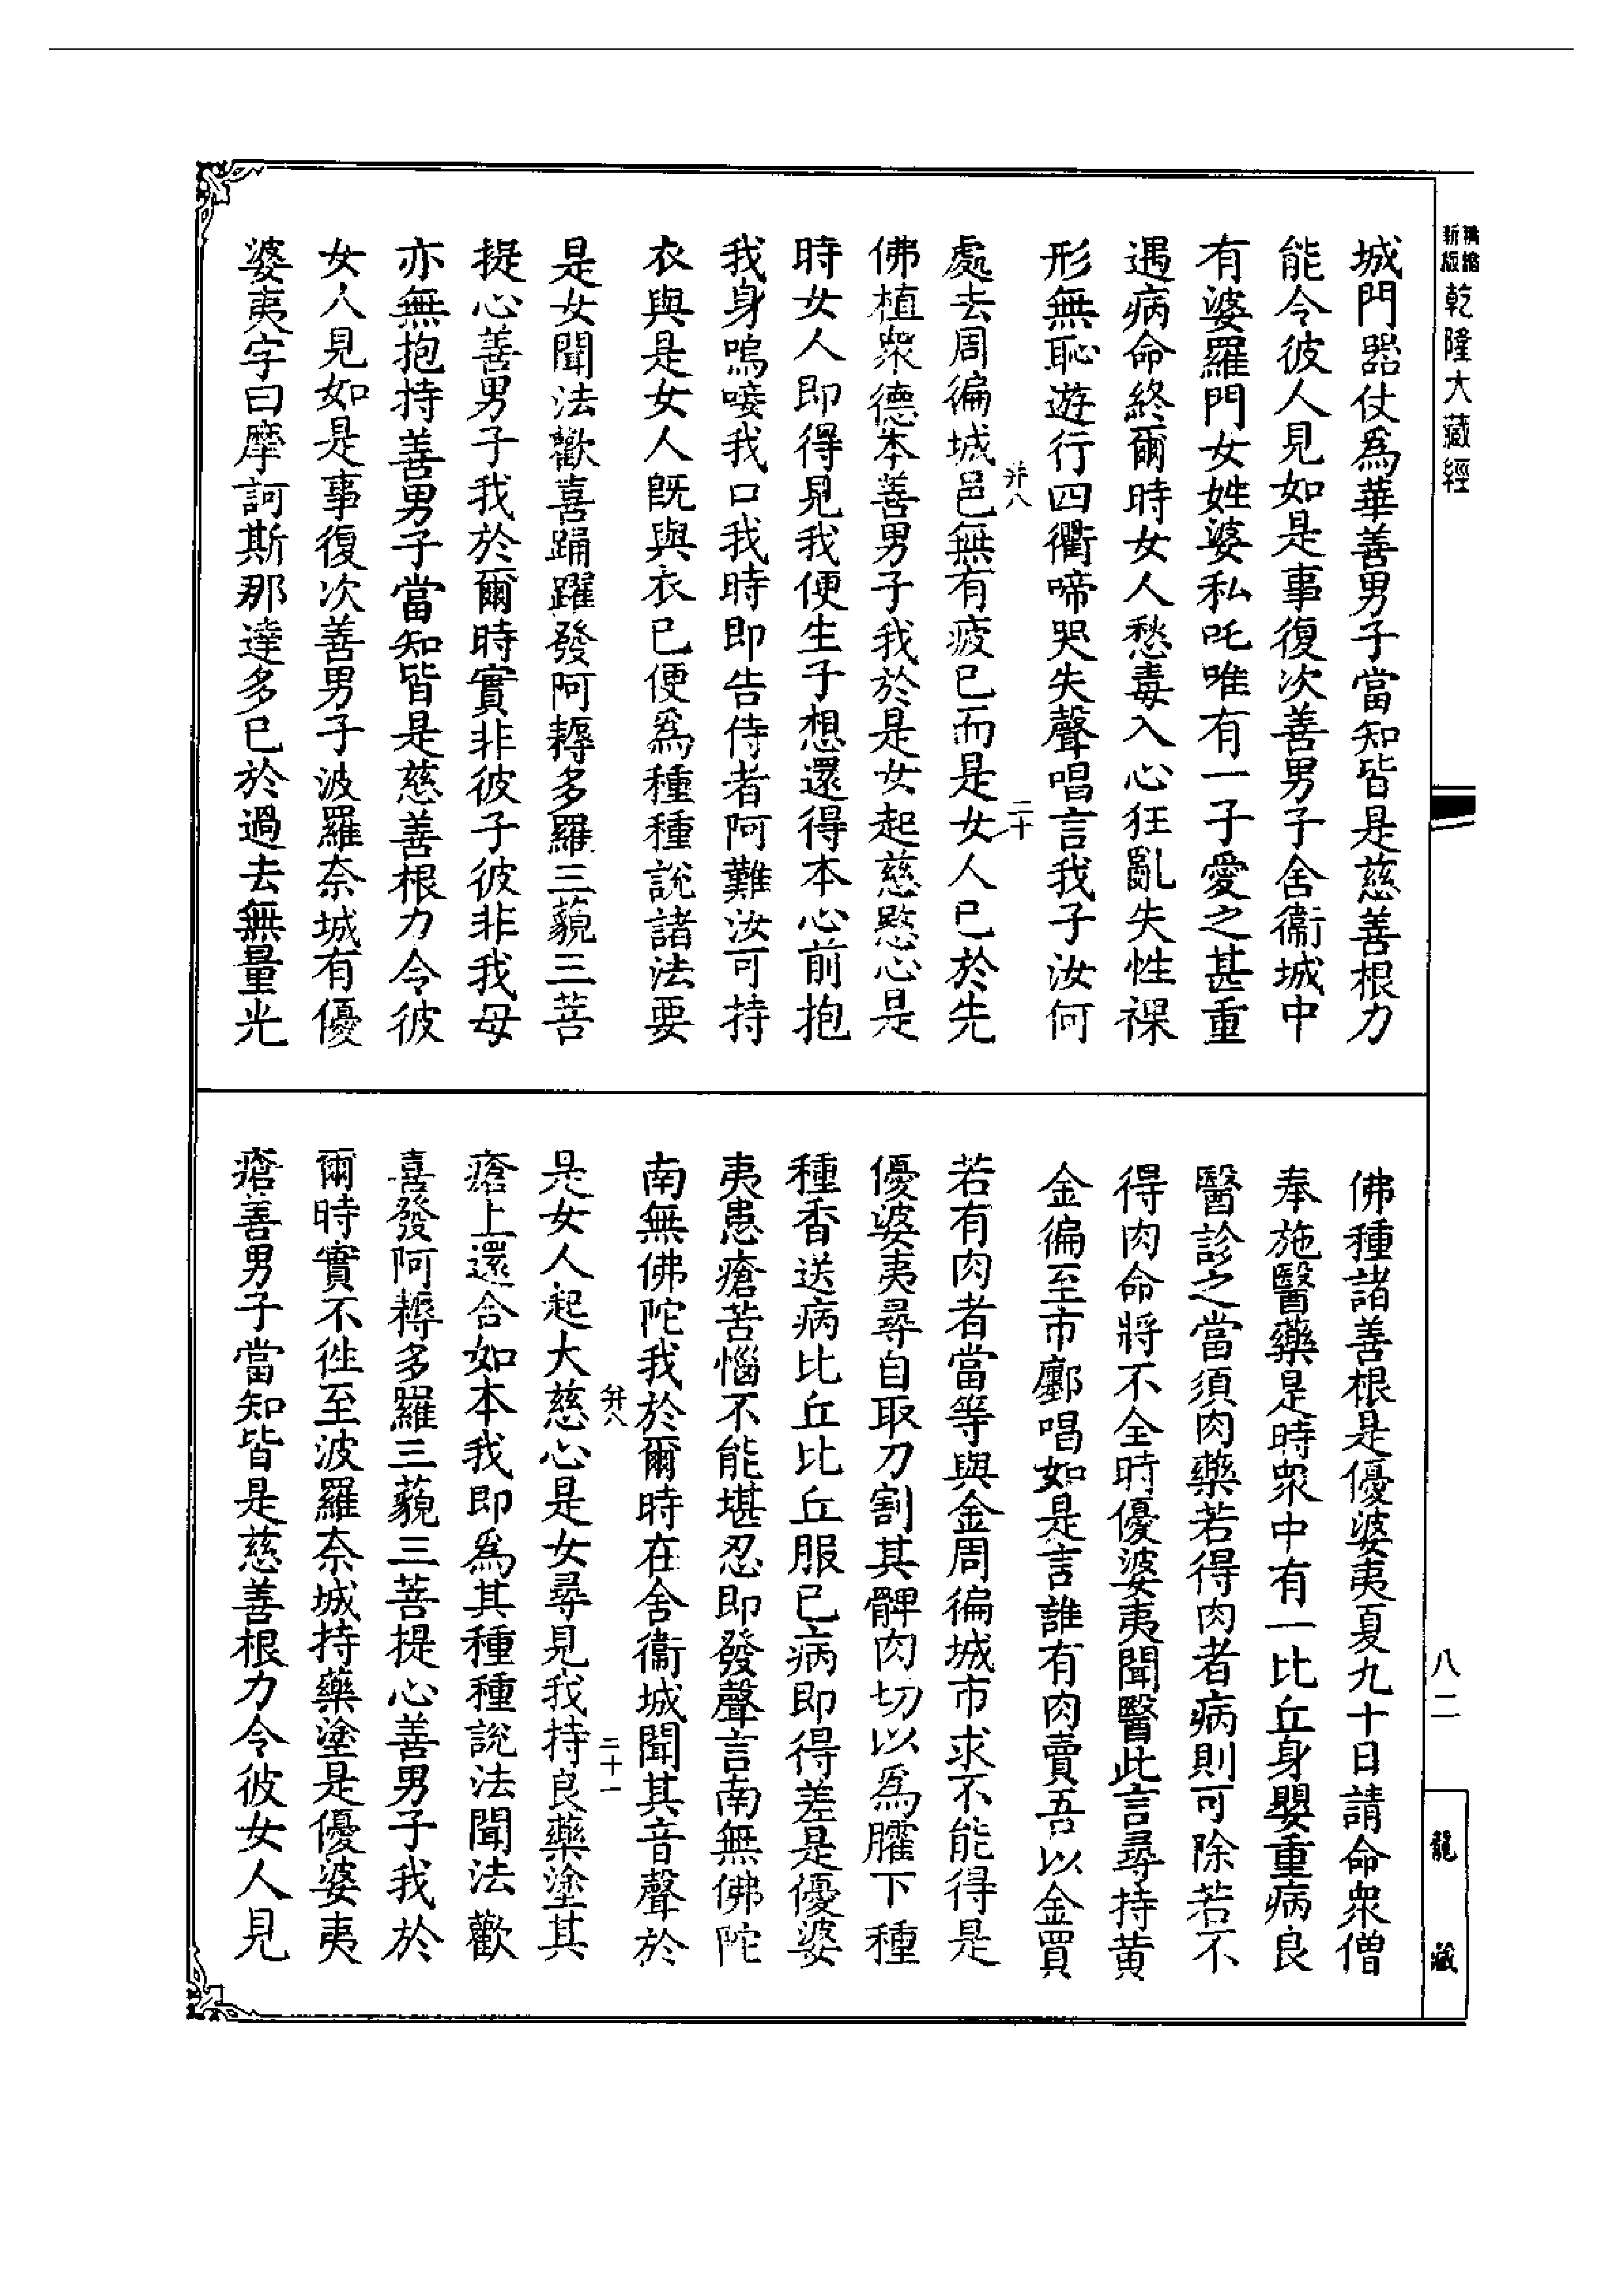 精縮新版
乾隆大藏經
城門器仗為華善男子當知皆是慈善根力
能令彼人見如是事復次善男子舍衞城中
有婆羅門女姓婆私吒唯有一子愛之甚重
遇病命終爾時女人愁毒入心狂亂失性裸
形無恥遊行四衢啼哭失聲唱言我子汝何
处去周徧城邑無有疲已而是女人已於先
佛植衆德本善男子我於是女起慈愍心是
時女人即得見我便生子想還得本心前抱
我身嗚唼我口我時即告侍者阿難汝可持
衣與是女人既與衣已便為種種說諸法要
是女聞法歡喜踊躍發阿耨多羅三藐三菩
提心善男子我於爾時實非彼子彼非我母
亦無抱持善男子當知皆是慈善根力令彼
女人見如是事復次善男子波羅奈城有優
婆夷字曰摩訶斯那達多已於過去無量光
二十
佛種諸善根是優婆夷夏九十日請命衆僧
奉施醫藥是時衆中有一比丘身嬰重病良
醫診之當須肉藥若得肉者病則可除若不
得肉命將不全時優婆夷聞醫此言尋持黄
金徧至市鄽唱如是言誰有肉賣吾以金買
若有肉者當等與金周徧城市求不能得是
優婆夷尋自取刀割其髀肉切以為臛下種
種香送病比丘比丘服已病即得差是優婆
夷患瘡苦惱不能堪忍即發聲言南無佛陀
南無佛陀我於爾時在舍衞城聞其音聲於
是女人起大慈心是女尋見我持良藥塗其
瘡上還合如本我即為其種種說法聞法歡
喜發阿耨多羅三藐三菩提心善男子我於
爾時實不徃至波羅奈城持藥塗是優婆夷
瘡善男子當知皆是慈善根力令彼女人見
二十一
八二
龍藏